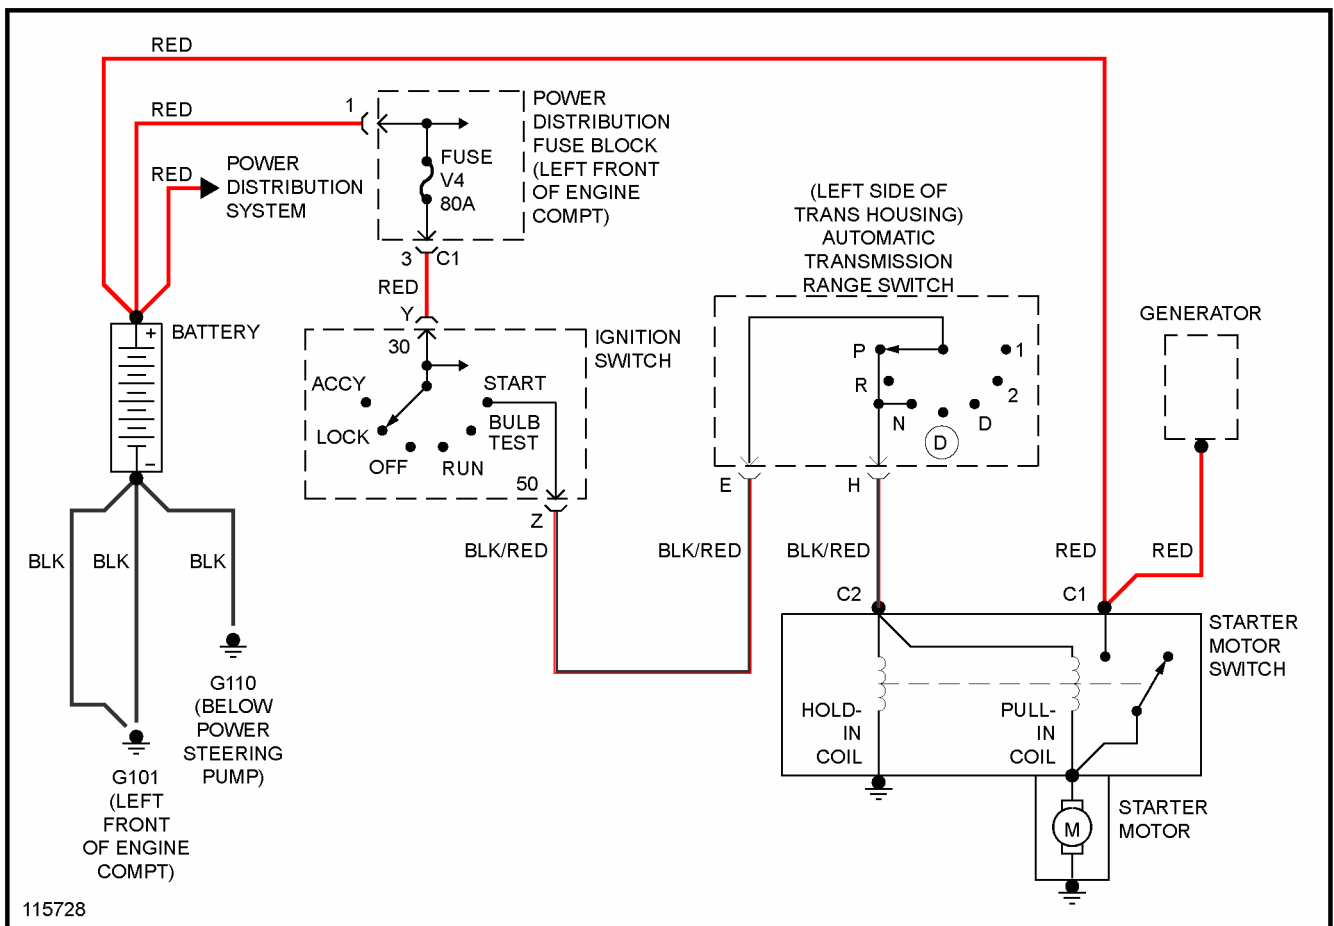 RED
RED
1
POWER
DISTRIBUTION
FUSE BLOCK
(LEFT FRONT
OF ENGINE
COMPT)
FUSE
V4
80A
RED
POWER
DISTRIBUTION
SYSTEM
3
C1
RED
Y
30
IGNITION
SWITCH
ACCY
START
LOCK
BULB
TEST
OFF
RUN
50
Z
BATTERY
+
−
(LEFT SIDE OF
TRANS HOUSING)
AUTOMATIC
TRANSMISSION
RANGE SWITCH
P
1
R
2
N
D
D
E
H
GENERATOR
BLK
BLK
BLK
BLK/RED
BLK/RED
BLK/RED
RED
RED
C2
C1
STARTER
MOTOR
SWITCH
HOLD-
IN
COIL
PULL-
IN
COIL
G110
(BELOW
POWER
STEERING
PUMP)
G101
(LEFT
FRONT
OF ENGINE
COMPT)
M
STARTER
MOTOR
115728